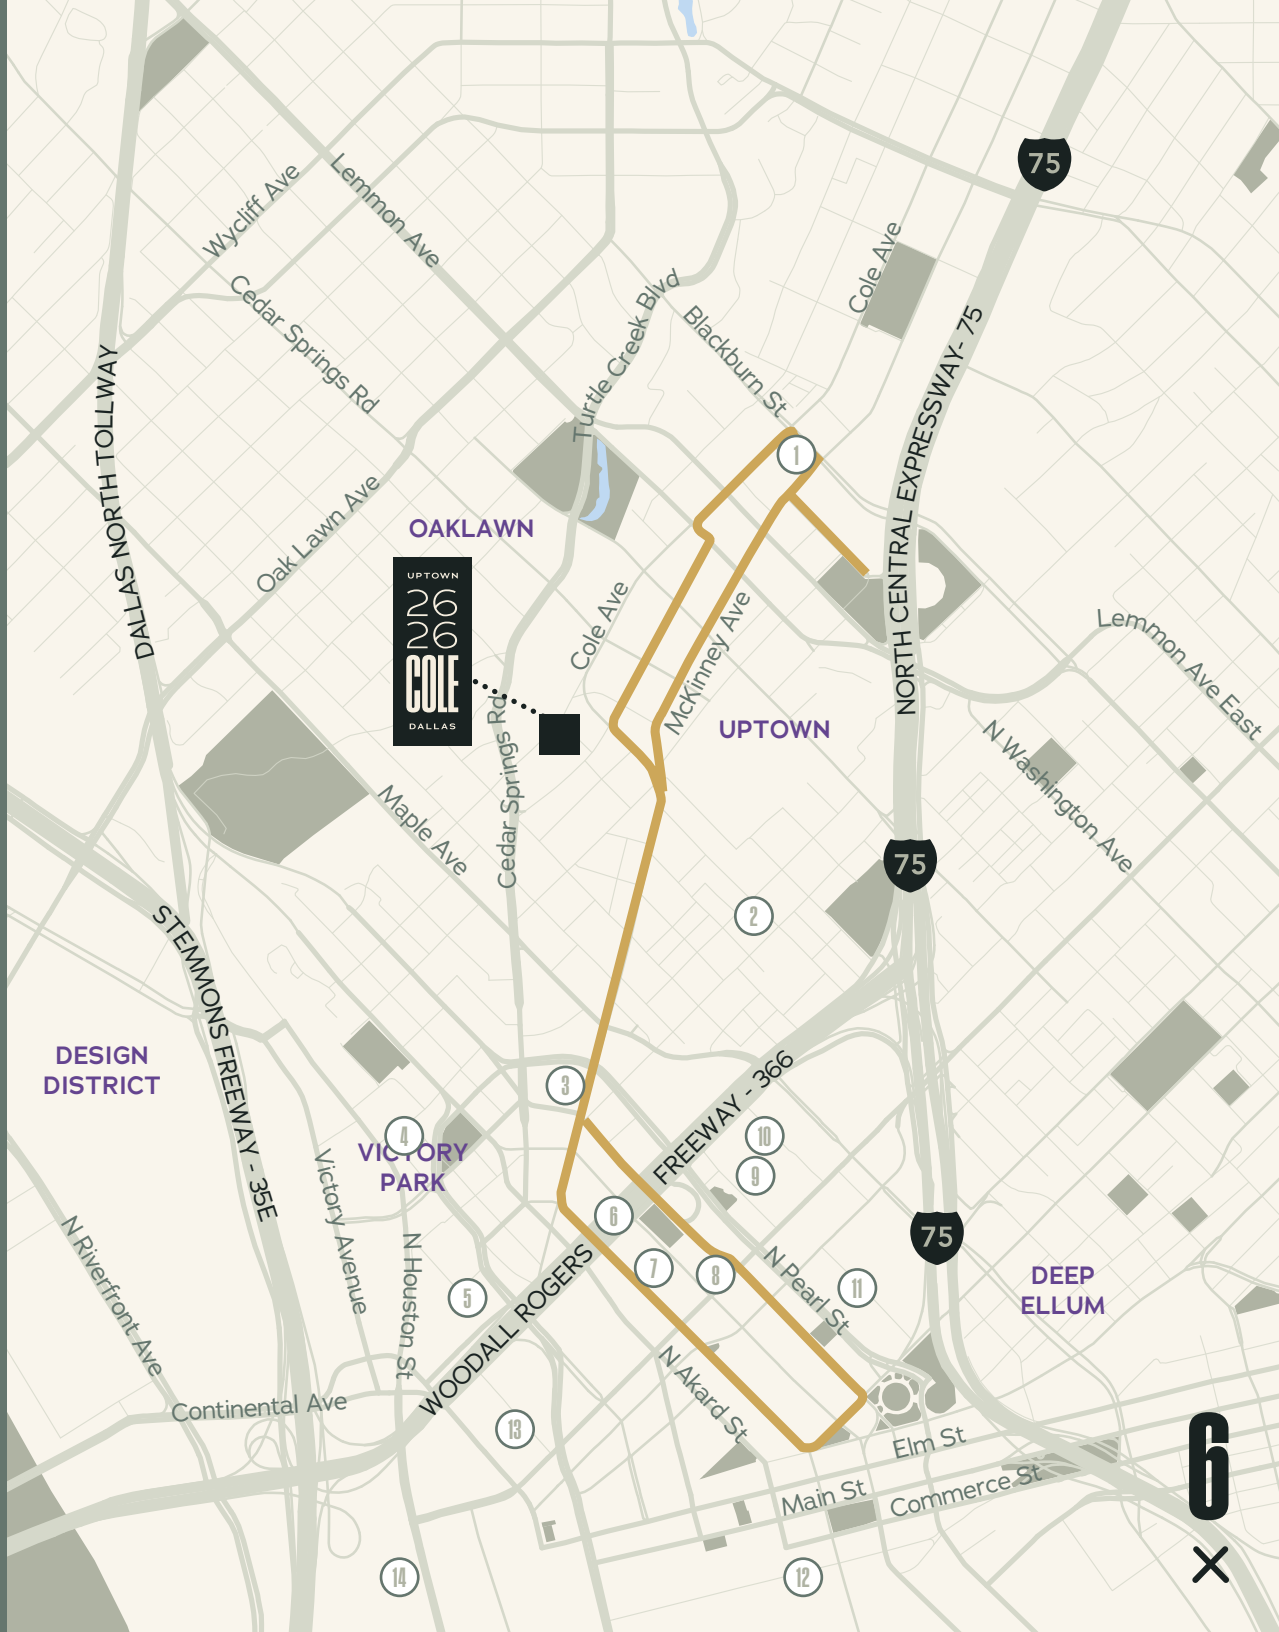 75
Wycliff Ave
Lemmon Ave
Cole Ave
Cedar Springs Rd
Turtle Creek Blvd
Blackburn St
NORTH CENTRAL EXPRESSWAY- 75
DALLAS NORTH TOLLWAY
1
Oak Lawn Ave
OAKLAWN
UPTOWN
26
26
COLE
DALLAS
Cole Ave
McKinney Ave
Lemmon Ave East
UPTOWN
N Washington Ave
Cedar Springs Rd
Maple Ave
75
2
STEMMONS FREEWAY - 35E
DESIGN
DISTRICT
3
4
VICTORY
PARK
FREEWAY - 366
10
9
Victory Avenue
N Riverfront Ave
N Houston St
6
7
8
5
WOODALL ROGERS
N Pearl St
11
75
DEEP
ELLUM
N Akard St
Continental Ave
13
Elm St
Main St
Commerce St
14
12
6